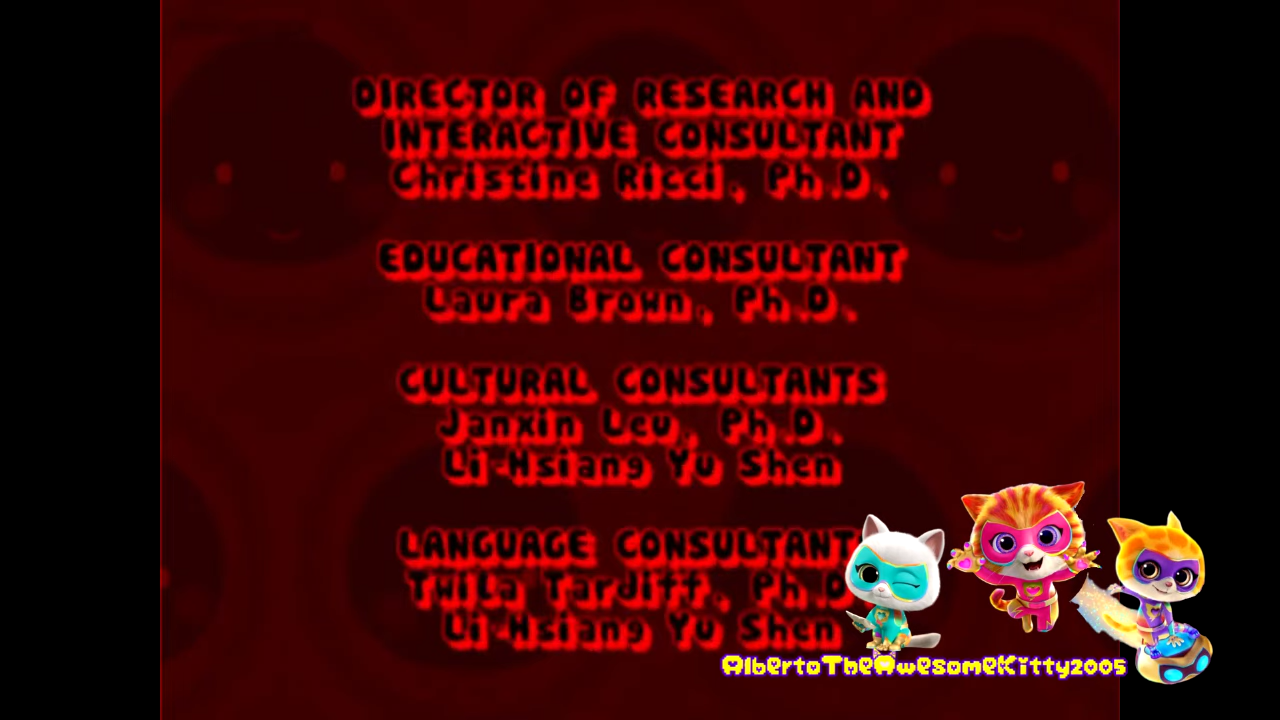 DIRECTOR OF RESEARCH AND
INTERACTIVE CONSULTANT
Christine Ricci, Ph.D.
EDUCATIONAL CONSULTANT
Laura Brown, Ph.D.
CULTURAL CONSULTANTS
Janxin Leu, Ph.D.
Li-Hsiang Yu Shen
LANGUAGE CONSULTANT
Twila Tardiff, Ph.D
Li-Hsiang Yu Shen
AlbertoTheAwesomeKitty2005